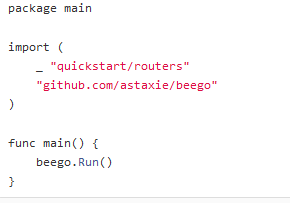 package main
import (
    _ "quickstart/routers"
    "github.com/astaxie/beego"
)
func main() {
    beego.Run()
}